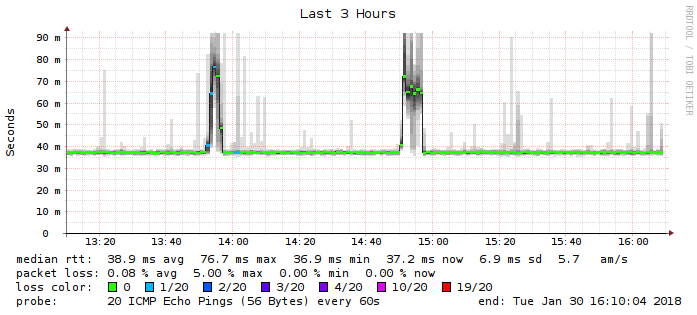 Last 3 Hours
RRDTOOL / TOBI OETIKER
Seconds
90 m
80 m
70 m
60 m
50 m
40 m
30 m
20 m
10 m
0
13:20 13:40 14:00 14:20 14:40 15:00 15:20 15:40 16:00
median rtt: 38.9 ms avg 76.7 ms max 36.9 ms min 37.2 ms now 6.9 ms sd 5.7 am/s
packet loss: 0.08 % avg 5.00 % max 0.00 % min 0.00 % now
loss color: 0 1/20 2/20 3/20 4/20 10/20 19/20
probe: 20 ICMP Echo Pings (56 Bytes) every 60s end: Tue Jan 30 16:10:04 2018